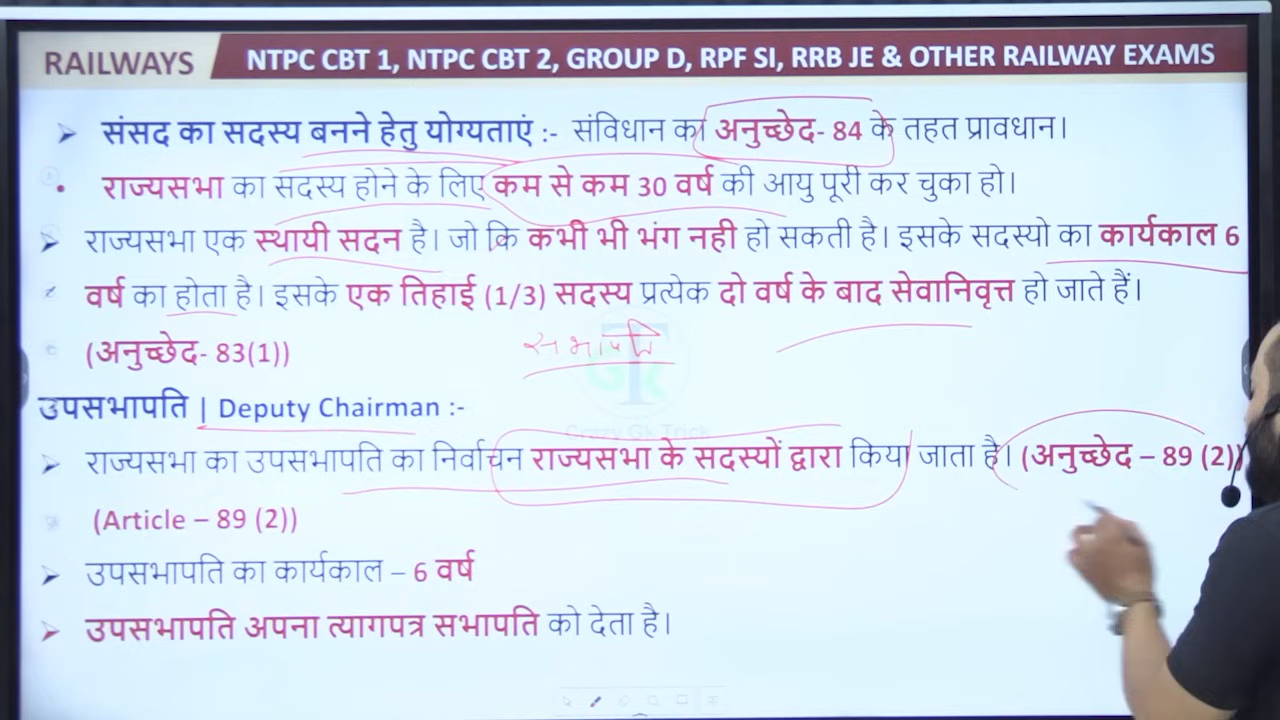 RAILWAYS NTPC CBT 1, NTPC CBT 2, GROUP D, RPF SI, RRB JE & OTHER RAILWAY EXAMS
➤ संसद का सदस्य बनने हेतु योग्यताएं :- संविधान का अनुच्छेद- 84 के तहत प्रावधान।
• राज्यसभा का सदस्य होने के लिए कम से कम 30 वर्ष की आयु पूरी कर चुका हो।
➤ राज्यसभा एक स्थायी सदन है। जो कि कभी भी भंग नही हो सकती है। इसके सदस्यो का कार्यकाल 6
वर्ष का होता है। इसके एक तिहाई (1/3) सदस्य प्रत्येक दो वर्ष के बाद सेवानिवृत्त हो जाते हैं।
सभापति
(अनुच्छेद- 83(1))
उपसभापति | Deputy Chairman :-
Crazy Gk Trick
➤ राज्यसभा का उपसभापति का निर्वाचन राज्यसभा के सदस्यों द्वारा किया जाता है। (अनुच्छेद – 89 (2))
(Article – 89 (2))
➤ उपसभापति का कार्यकाल – 6 वर्ष
➤ उपसभापति अपना त्यागपत्र सभापति को देता है।